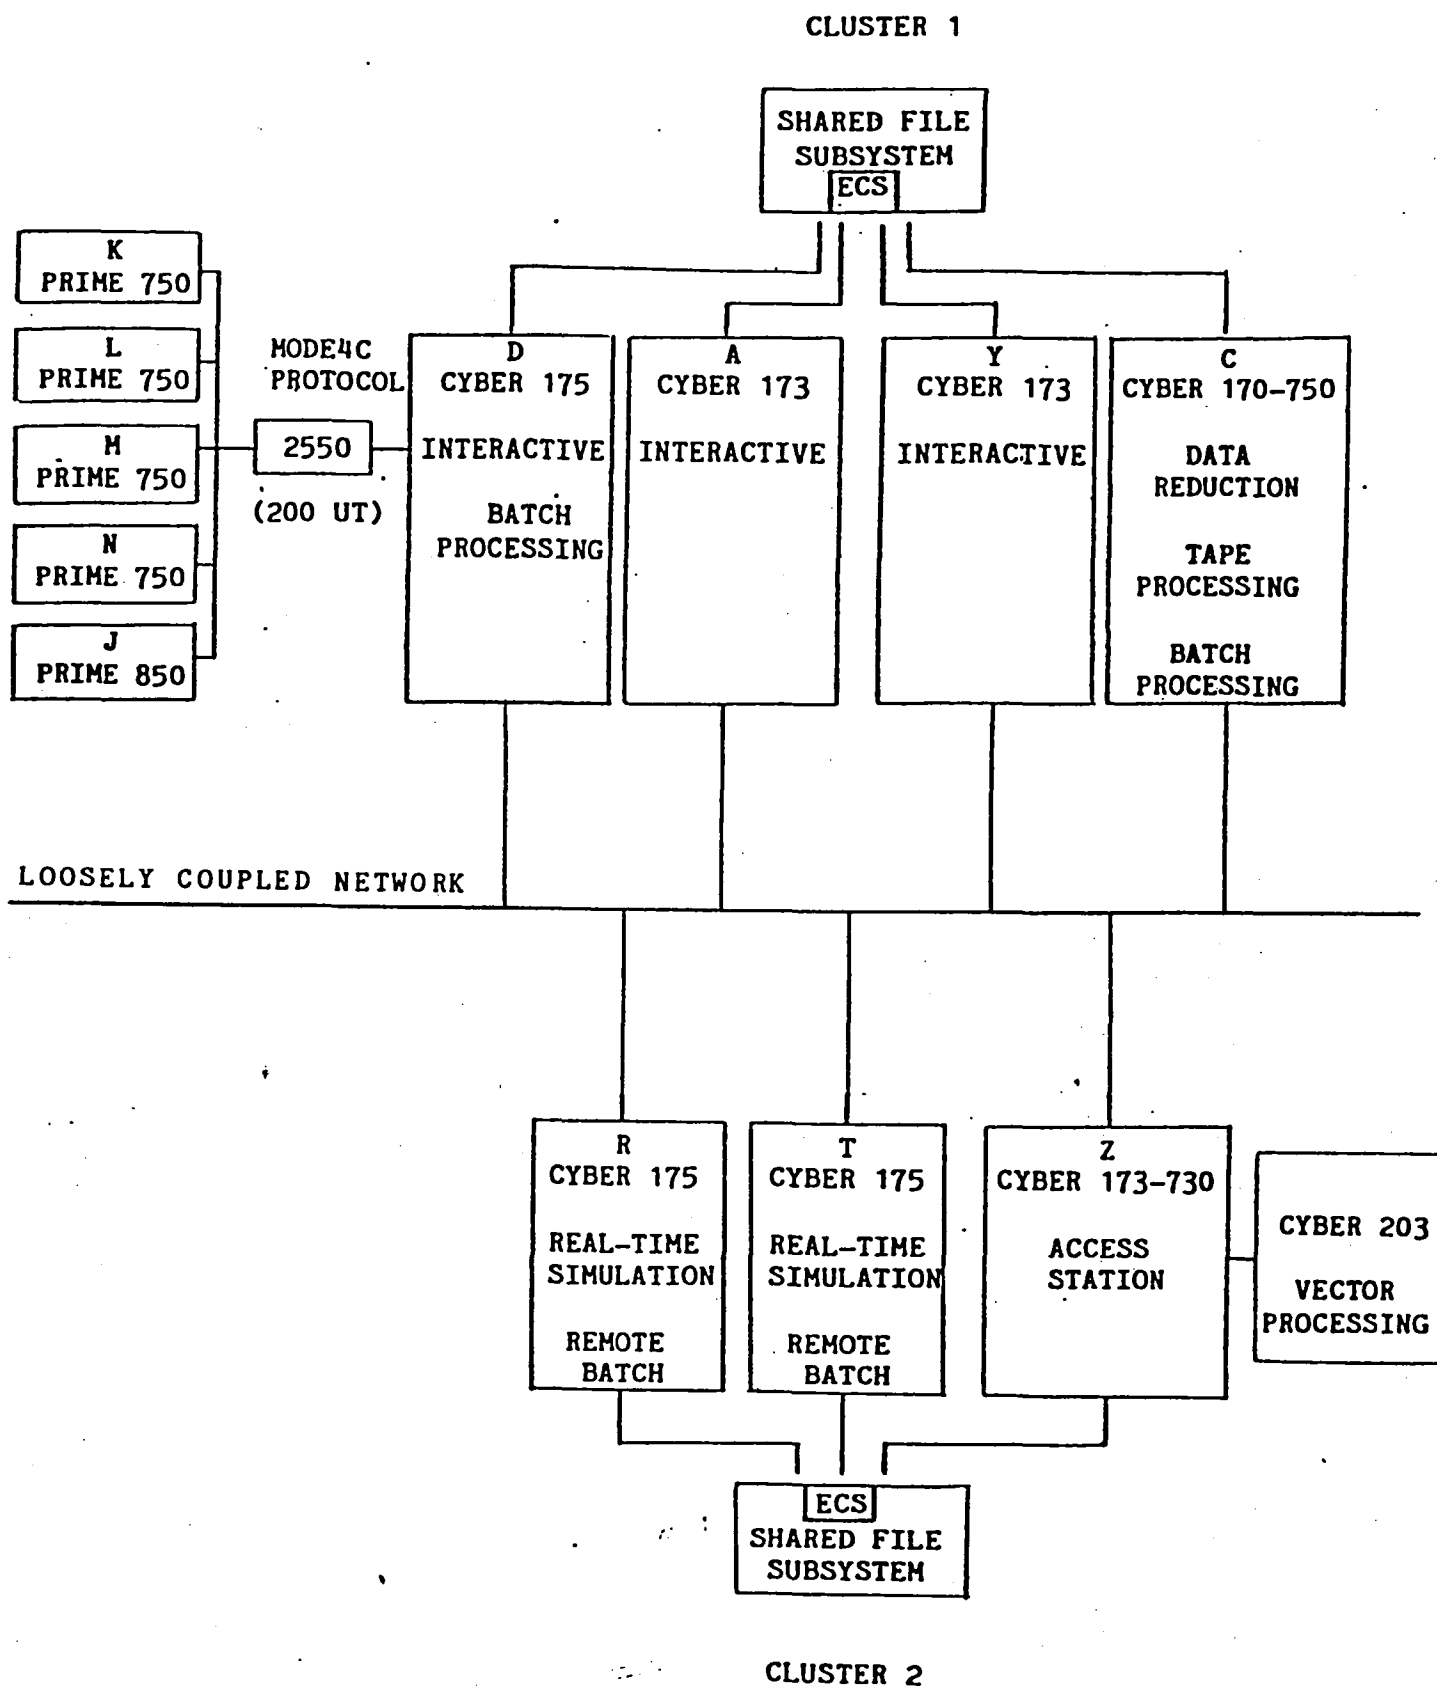 CLUSTER 1
SHARED FILE
SUBSYSTEM
ECS
K
PRIME 750
L
PRIME 750
M
PRIME 750
N
PRIME 750
J
PRIME 850
MODE4C
PROTOCOL
2550
(200 UT)
D
CYBER 175
INTERACTIVE
BATCH
PROCESSING
A
CYBER 173
INTERACTIVE
Y
CYBER 173
INTERACTIVE
C
CYBER 170-750
DATA
REDUCTION
TAPE
PROCESSING
BATCH
PROCESSING
LOOSELY COUPLED NETWORK
R
CYBER 175
REAL-TIME
SIMULATION
REMOTE
BATCH
T
CYBER 175
REAL-TIME
SIMULATION
REMOTE
BATCH
Z
CYBER 173-730
ACCESS
STATION
CYBER 203
VECTOR
PROCESSING
ECS
SHARED FILE
SUBSYSTEM
CLUSTER 2